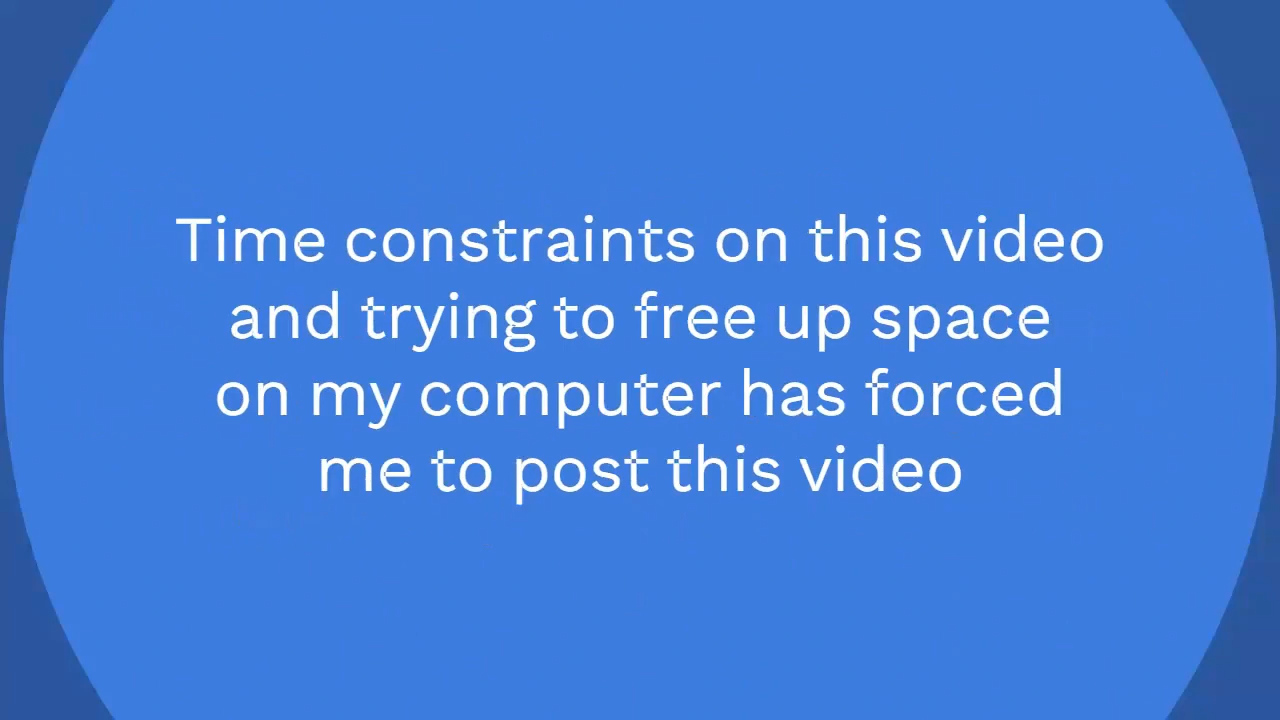 Time constraints on this video
and trying to free up space
on my computer has forced
me to post this video